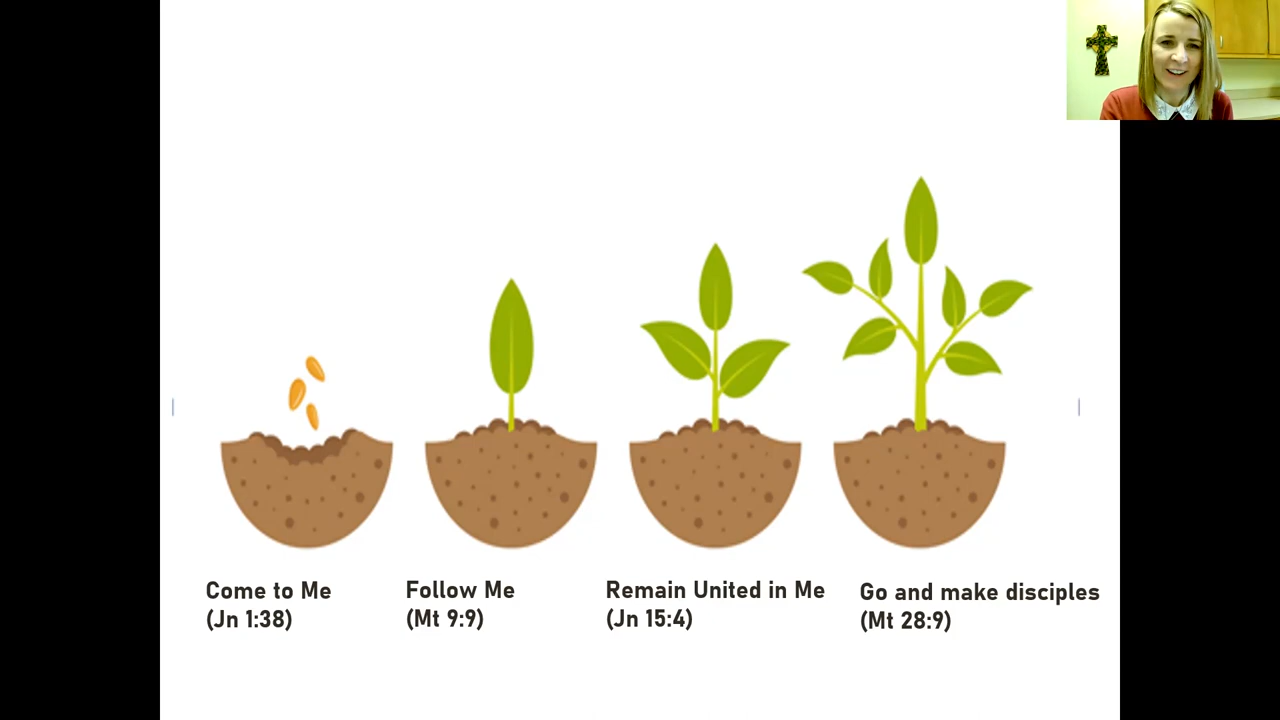 Come to Me
(Jn 1:38)
Follow Me
(Mt 9:9)
Remain United in Me
(Jn 15:4)
Go and make disciples
(Mt 28:9)